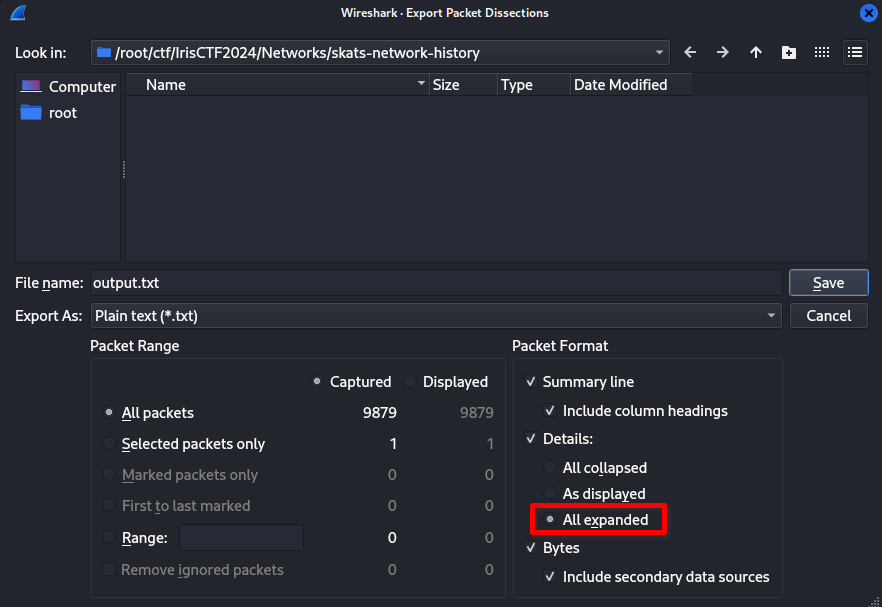 Wireshark · Export Packet Dissections
Look in: /root/ctf/IrisCTF2024/Networks/skats-network-history
Computer
root
Name Size Type Date Modified
File name: output.txt Save
Export As: Plain text (*.txt) Cancel
Packet Range
Captured Displayed
All packets 9879 9879
Selected packets only 1 1
Marked packets only 0 0
First to last marked 0 0
Range: 0 0
Remove ignored packets 0 0
Packet Format
Summary line
Include column headings
Details:
All collapsed
As displayed
All expanded
Bytes
Include secondary data sources